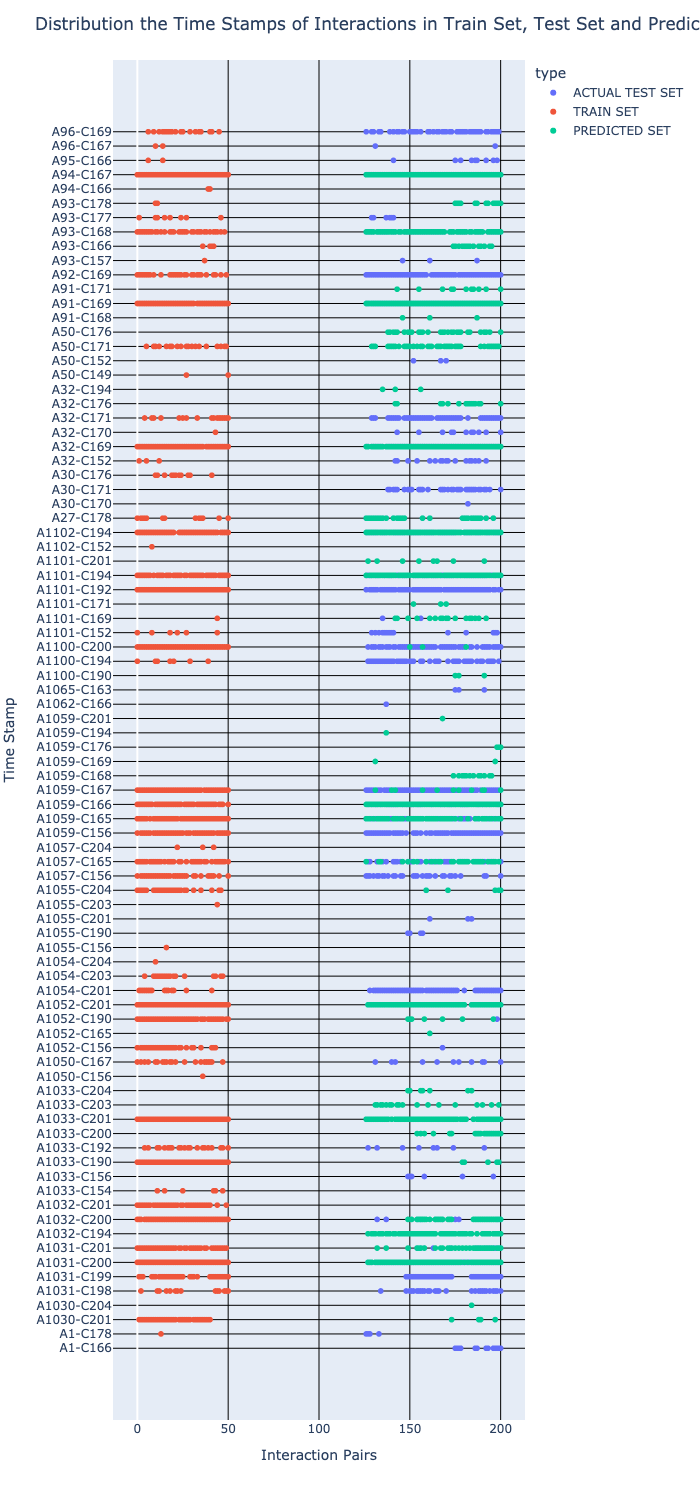 Distribution the Time Stamps of Interactions in Train Set, Test Set and Predic
type
ACTUAL TEST SET
TRAIN SET
PREDICTED SET
A96-C169
A96-C167
A95-C166
A94-C167
A94-C166
A93-C178
A93-C177
A93-C168
A93-C166
A93-C157
A92-C169
A91-C171
A91-C169
A91-C168
A50-C176
A50-C171
A50-C152
A50-C149
A32-C194
A32-C176
A32-C171
A32-C170
A32-C169
A32-C152
A30-C176
A30-C171
A30-C170
A27-C178
A1102-C194
A1102-C152
A1101-C201
A1101-C194
A1101-C192
A1101-C171
A1101-C169
A1101-C152
A1100-C200
A1100-C194
A1100-C190
A1065-C163
A1062-C166
A1059-C201
A1059-C194
A1059-C176
A1059-C169
A1059-C168
A1059-C167
A1059-C166
A1059-C165
A1059-C156
A1057-C204
A1057-C165
A1057-C156
A1055-C204
A1055-C203
A1055-C201
A1055-C190
A1055-C156
A1054-C204
A1054-C203
A1054-C201
A1052-C201
A1052-C190
A1052-C165
A1052-C156
A1050-C167
A1050-C156
A1033-C204
A1033-C203
A1033-C201
A1033-C200
A1033-C192
A1033-C190
A1033-C156
A1033-C154
A1032-C201
A1032-C200
A1032-C194
A1031-C201
A1031-C200
A1031-C199
A1031-C198
A1030-C204
A1030-C201
A1-C178
A1-C166
Time Stamp
0 50 100 150 200
Interaction Pairs